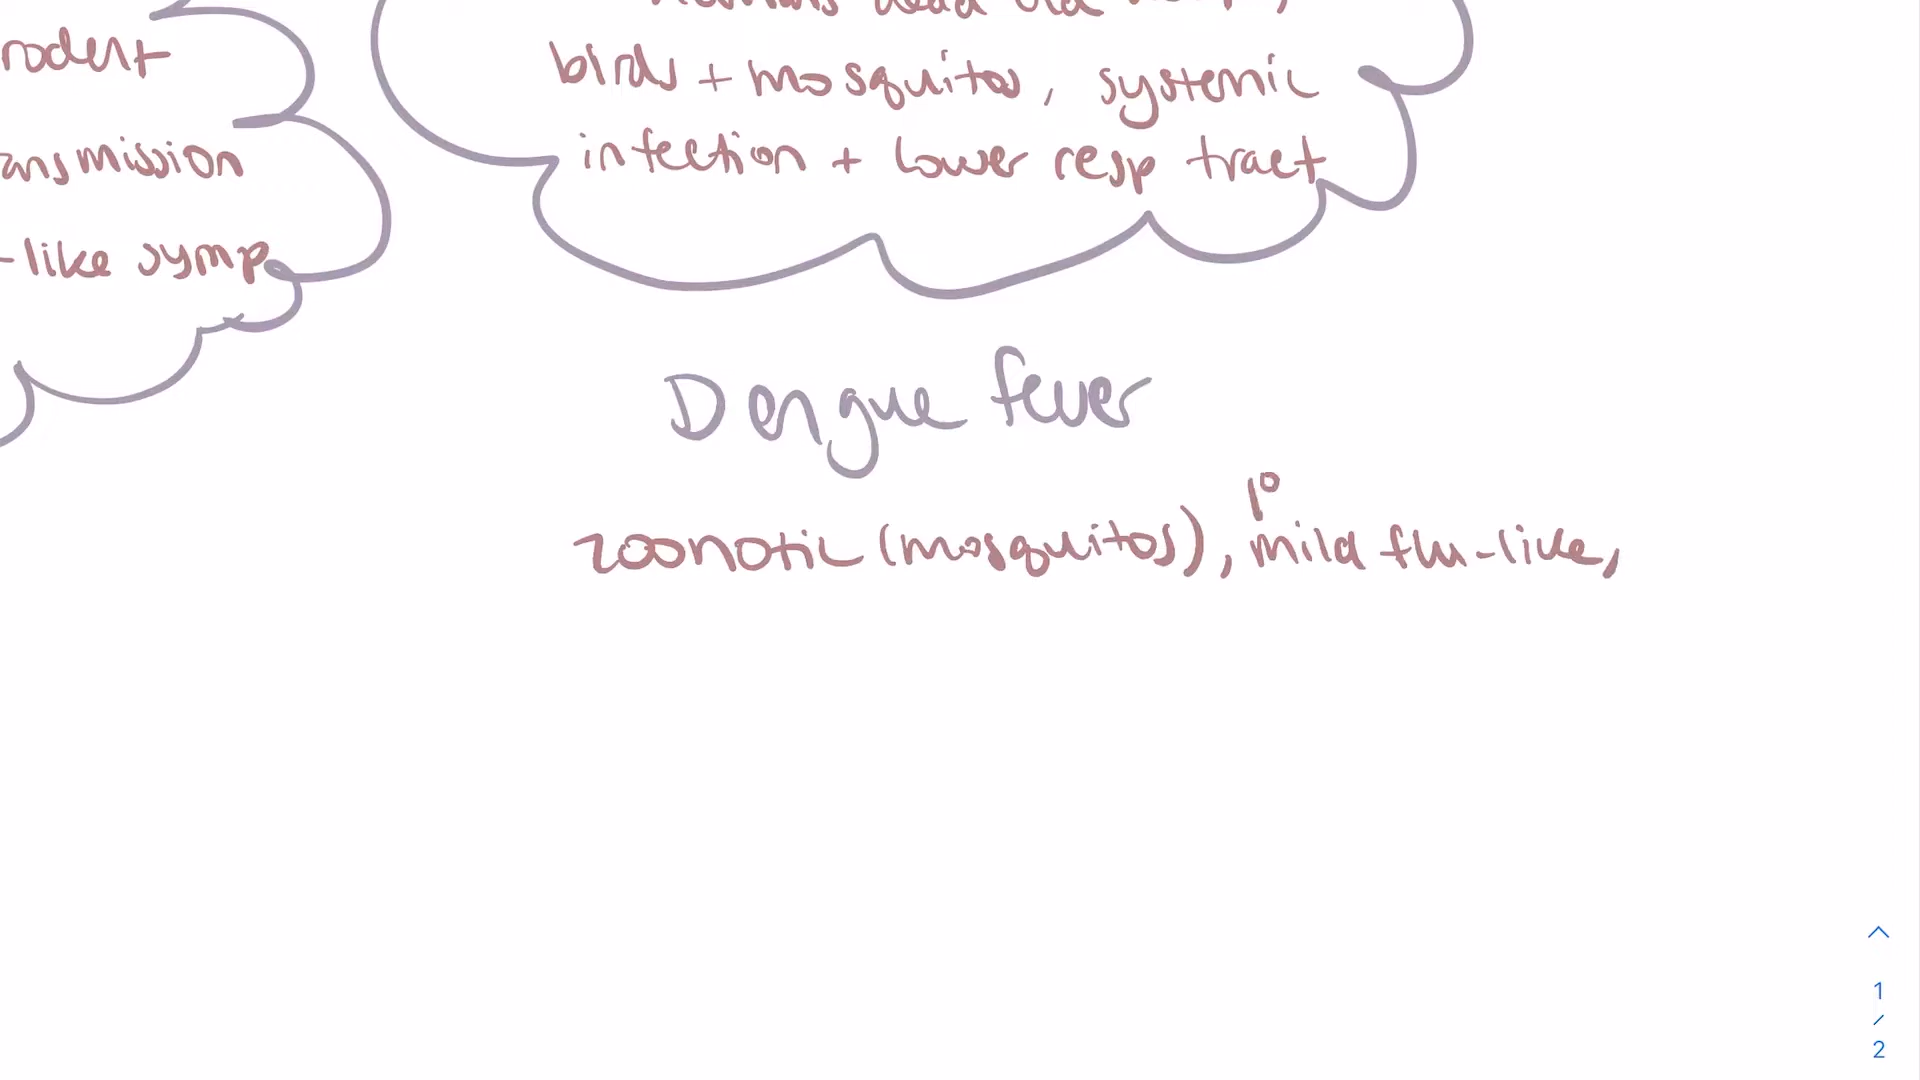 rodent
ansmission
-like symp
birds + mosquitos, systemic
infection + lower resp tract
Dengue fever
1°
zoonotic (mosquitos), mild flu-like,
1
/
2